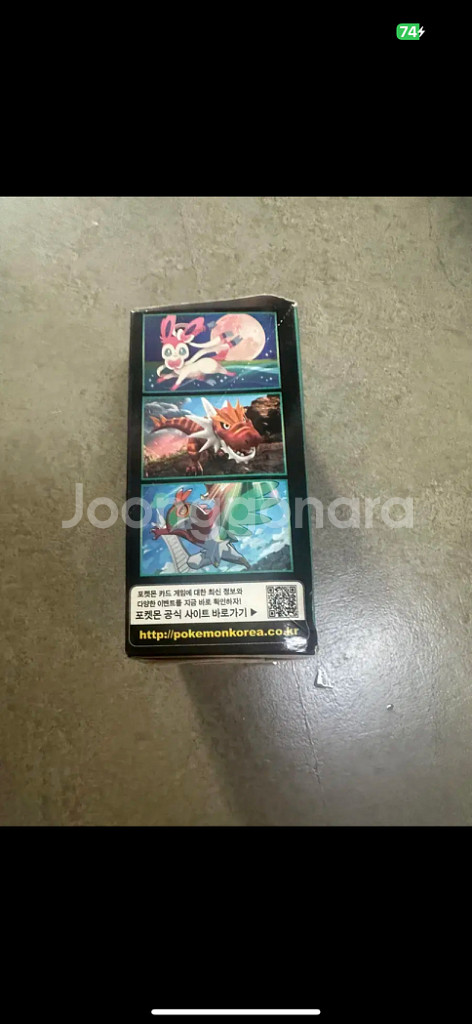 74
Joonggonara
포켓몬 카드 게임에 대한 최신 정보와
다양한 이벤트를 지금 바로 확인하자!
포켓몬 공식 사이트 바로가기 ▶
http://pokemonkorea.co.kr